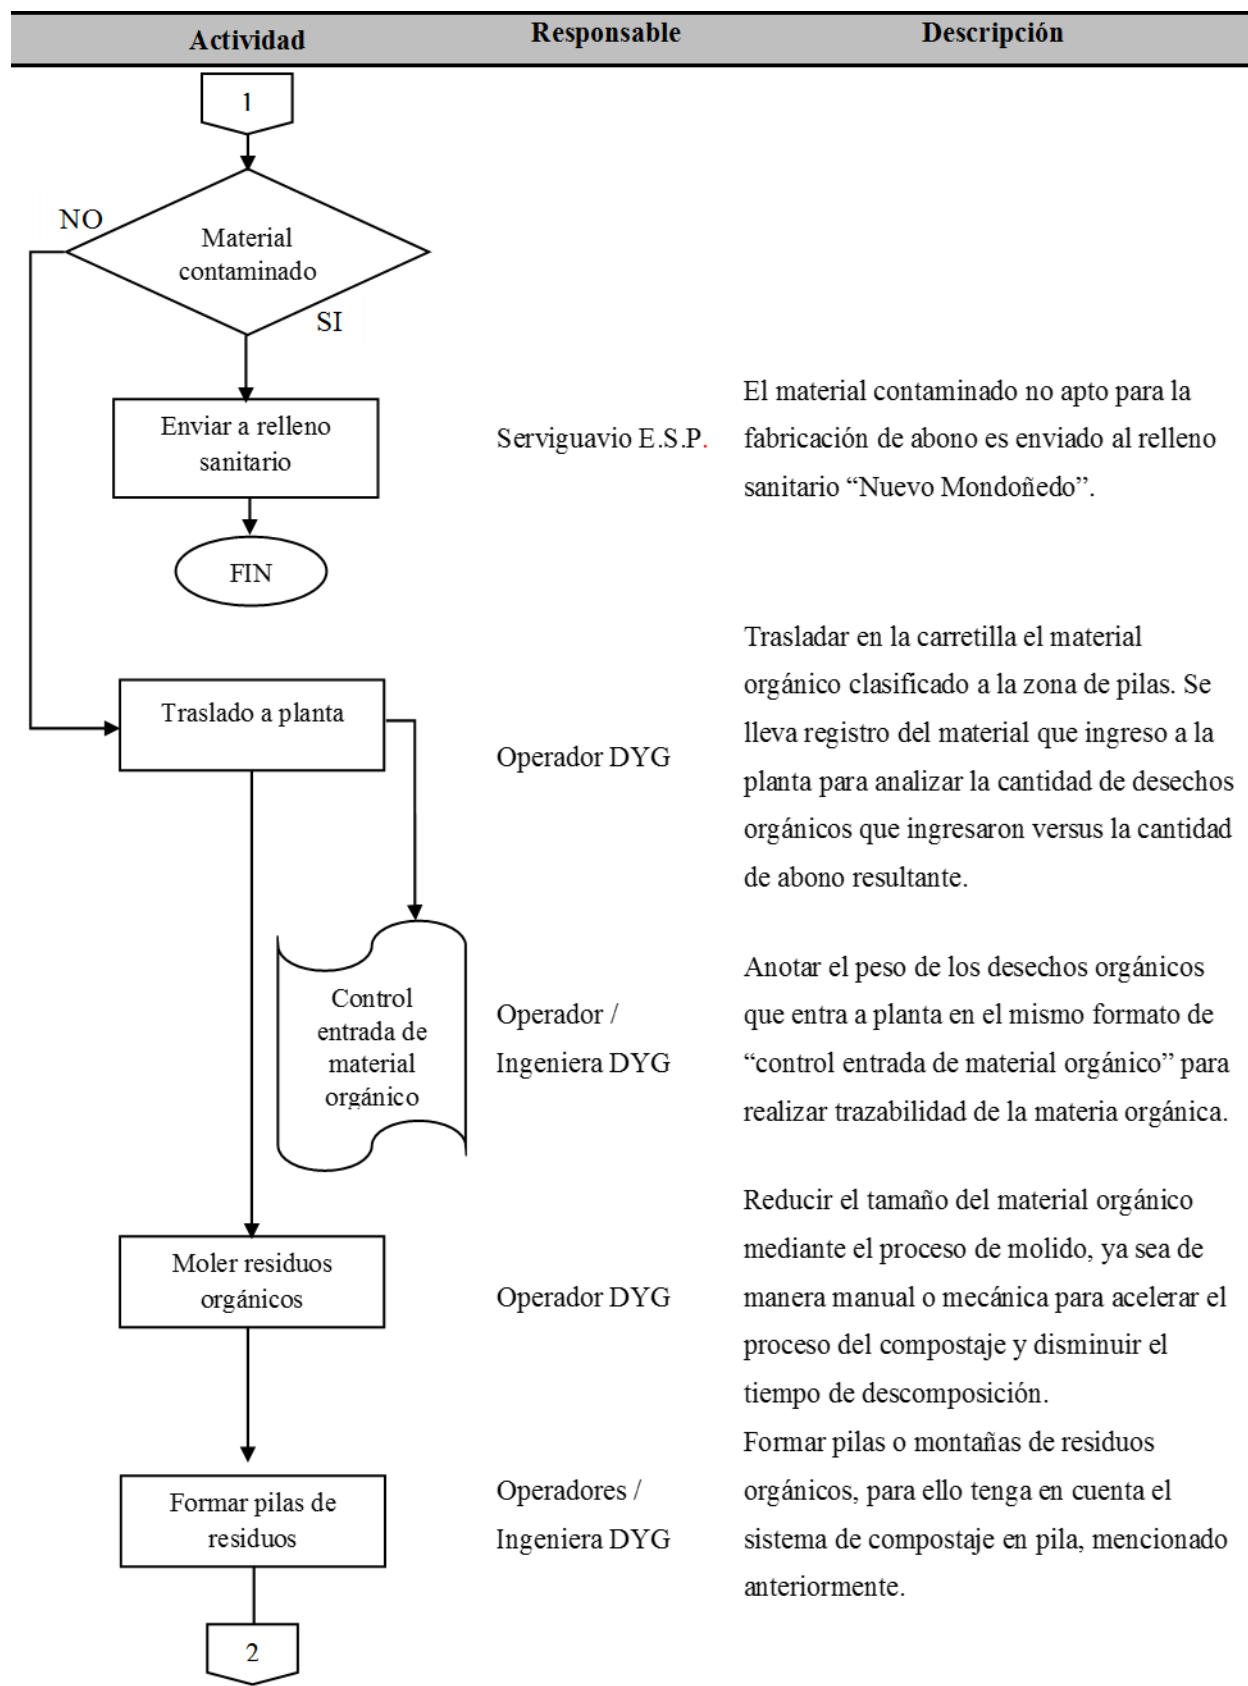 Actividad
Responsable
Descripción
1
NO
Material
contaminado
SI
Enviar a relleno
sanitario
Serviguavio E.S.P.
El material contaminado no apto para la
fabricación de abono es enviado al relleno
sanitario “Nuevo Mondoñedo”.
FIN
Traslado a planta
Operador DYG
Trasladar en la carretilla el material
orgánico clasificado a la zona de pilas. Se
lleva registro del material que ingreso a la
planta para analizar la cantidad de desechos
orgánicos que ingresaron versus la cantidad
de abono resultante.
Control
entrada de
material
orgánico
Operador /
Ingeniera DYG
Anotar el peso de los desechos orgánicos
que entra a planta en el mismo formato de
“control entrada de material orgánico” para
realizar trazabilidad de la materia orgánica.
Moler residuos
orgánicos
Operador DYG
Reducir el tamaño del material orgánico
mediante el proceso de molido, ya sea de
manera manual o mecánica para acelerar el
proceso del compostaje y disminuir el
tiempo de descomposición.
Formar pilas de
residuos
Operadores /
Ingeniera DYG
Formar pilas o montañas de residuos
orgánicos, para ello tenga en cuenta el
sistema de compostaje en pila, mencionado
anteriormente.
2